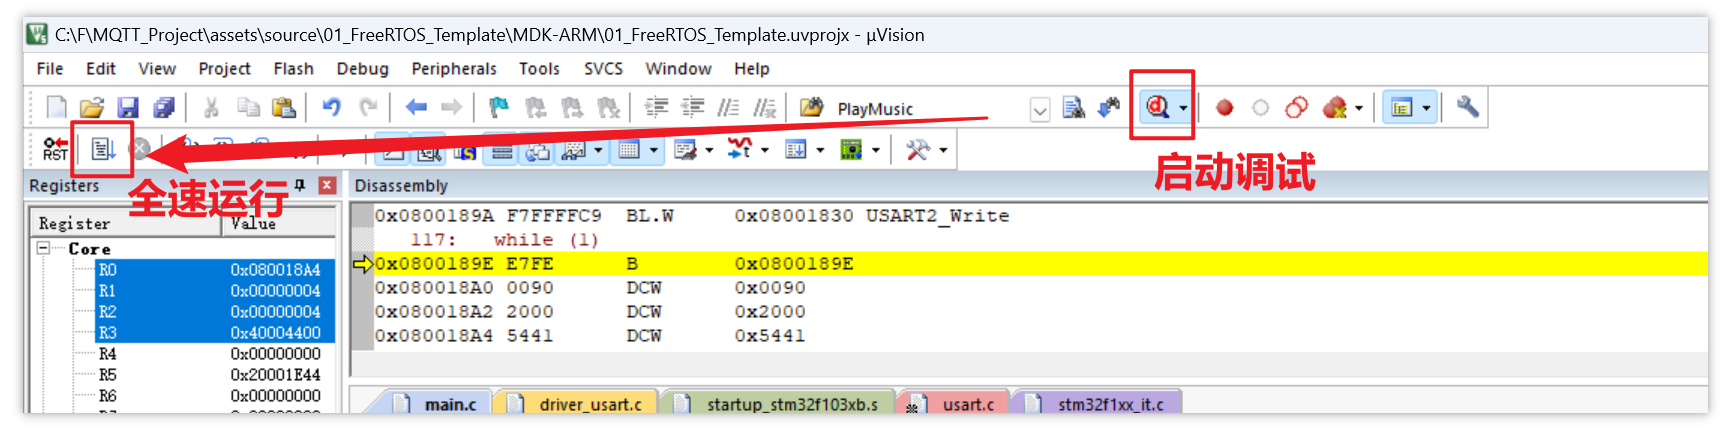 C:\F\MQTT_Project\assets\source\01_FreeRTOS_Template\MDK-ARM\01_FreeRTOS_Template.uvprojx - µVision
File Edit View Project Flash Debug Peripherals Tools SVCS Window Help
PlayMusic
RST
启动调试
全速运行
Registers
Register Value
Core
R0 0x080018A4
R1 0x00000004
R2 0x00000004
R3 0x40004400
R4 0x00000000
R5 0x20001E44
R6 0x00000000
Disassembly
0x0800189A F7FFFFC9 BL.W 0x08001830 USART2_Write
117: while (1)
0x0800189E E7FE B 0x0800189E
0x080018A0 0090 DCW 0x0090
0x080018A2 2000 DCW 0x2000
0x080018A4 5441 DCW 0x5441
main.c driver_usart.c startup_stm32f103xb.s usart.c stm32f1xx_it.c